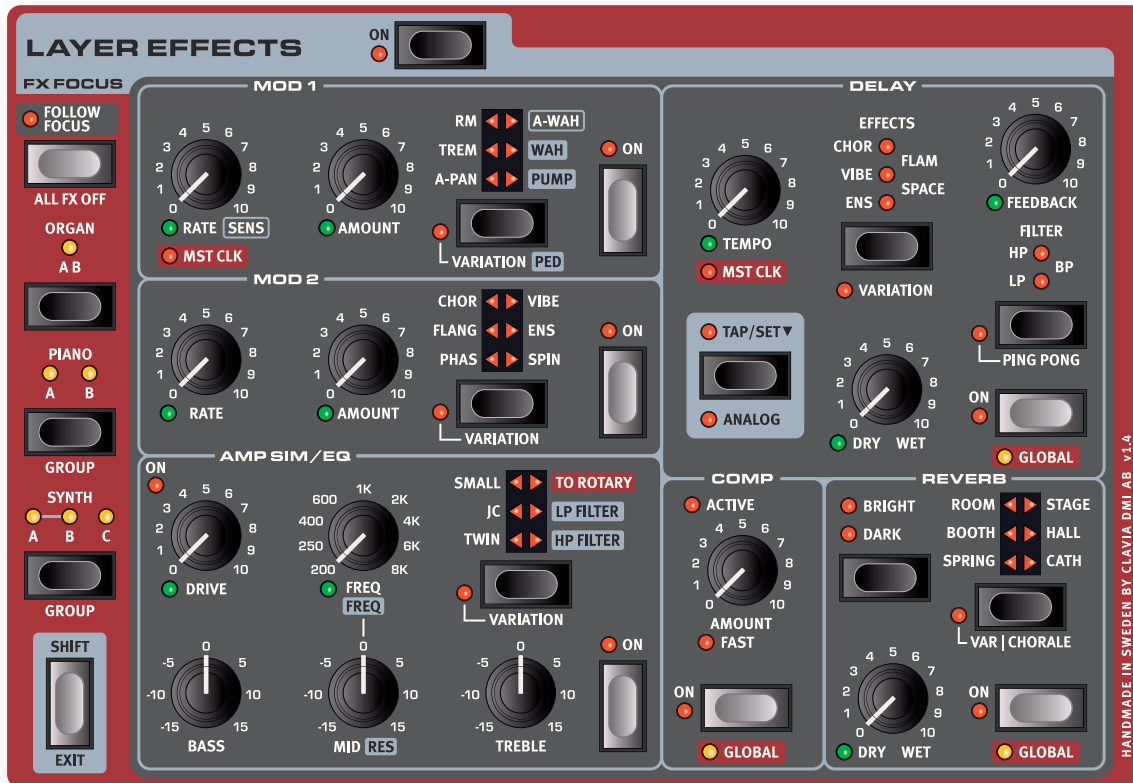 LAYER EFFECTS
ON
FX FOCUS
FOLLOW
FOCUS
ALL FX OFF
ORGAN
A B
PIANO
A B
GROUP
SYNTH
A B C
GROUP
SHIFT
EXIT
MOD 1
0 1 2 3 4 5 6 7 8 9 10
RATE SENS
MST CLK
0 1 2 3 4 5 6 7 8 9 10
AMOUNT
RM A-WAH
TREM WAH
A-PAN PUMP
VARIATION PED
ON
MOD 2
0 1 2 3 4 5 6 7 8 9 10
RATE
0 1 2 3 4 5 6 7 8 9 10
AMOUNT
CHOR VIBE
FLANG ENS
PHAS SPIN
VARIATION
ON
AMP SIM/EQ
ON
0 1 2 3 4 5 6 7 8 9 10
DRIVE
200 250 400 600 1K 2K 4K 6K 8K
FREQ
FREQ
SMALL TO ROTARY
JC LP FILTER
TWIN HP FILTER
VARIATION
-15 -10 -5 0 5 10 15
BASS
-15 -10 -5 0 5 10 15
MID RES
-15 -10 -5 0 5 10 15
TREBLE
ON
DELAY
0 1 2 3 4 5 6 7 8 9 10
TEMPO
MST CLK
EFFECTS
CHOR
FLAM
VIBE
SPACE
ENS
VARIATION
0 1 2 3 4 5 6 7 8 9 10
FEEDBACK
FILTER
HP
BP
LP
PING PONG
TAP/SET▼
ANALOG
0 1 2 3 4 5 6 7 8 9 10
DRY WET
ON
GLOBAL
COMP
ACTIVE
0 1 2 3 4 5 6 7 8 9 10
AMOUNT
FAST
ON
GLOBAL
REVERB
BRIGHT
DARK
ROOM STAGE
BOOTH HALL
SPRING CATH
VAR | CHORALE
0 1 2 3 4 5 6 7 8 9 10
DRY WET
ON
GLOBAL
HANDMADE IN SWEDEN BY CLAVIA DMI AB v1.4